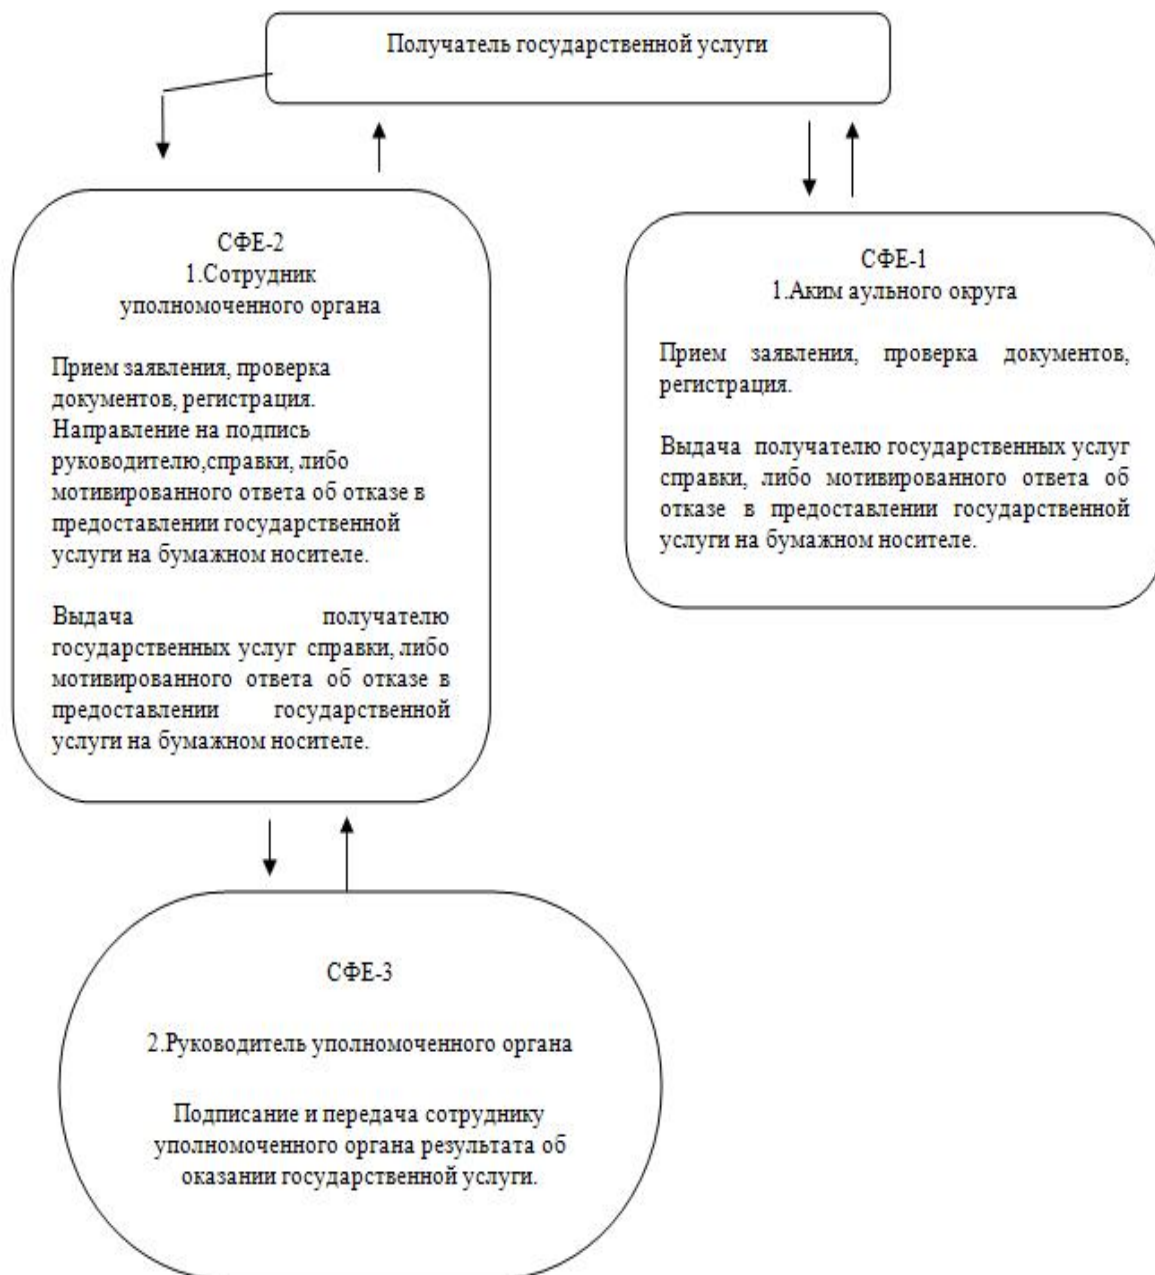 Получатель государственной услуги
СФЕ-2
1.Сотрудник
уполномоченного органа
Прием заявления, проверка
документов, регистрация.
Направление на подпись
руководителю,справки, либо
мотивированного ответа об отказе в
предоставлении государственной
услуги на бумажном носителе.
Выдача получателю
государственных услуг справки, либо
мотивированного ответа об отказе в
предоставлении государственной
услуги на бумажном носителе.
СФЕ-1
1.Аким аульного округа
Прием заявления, проверка документов,
регистрация.
Выдача получателю государственных услуг
справки, либо мотивированного ответа об
отказе в предоставлении государственной
услуги на бумажном носителе.
СФЕ-3
2.Руководитель уполномоченного органа
Подписание и передача сотруднику
уполномоченного органа результата об
оказании государственной услуги.